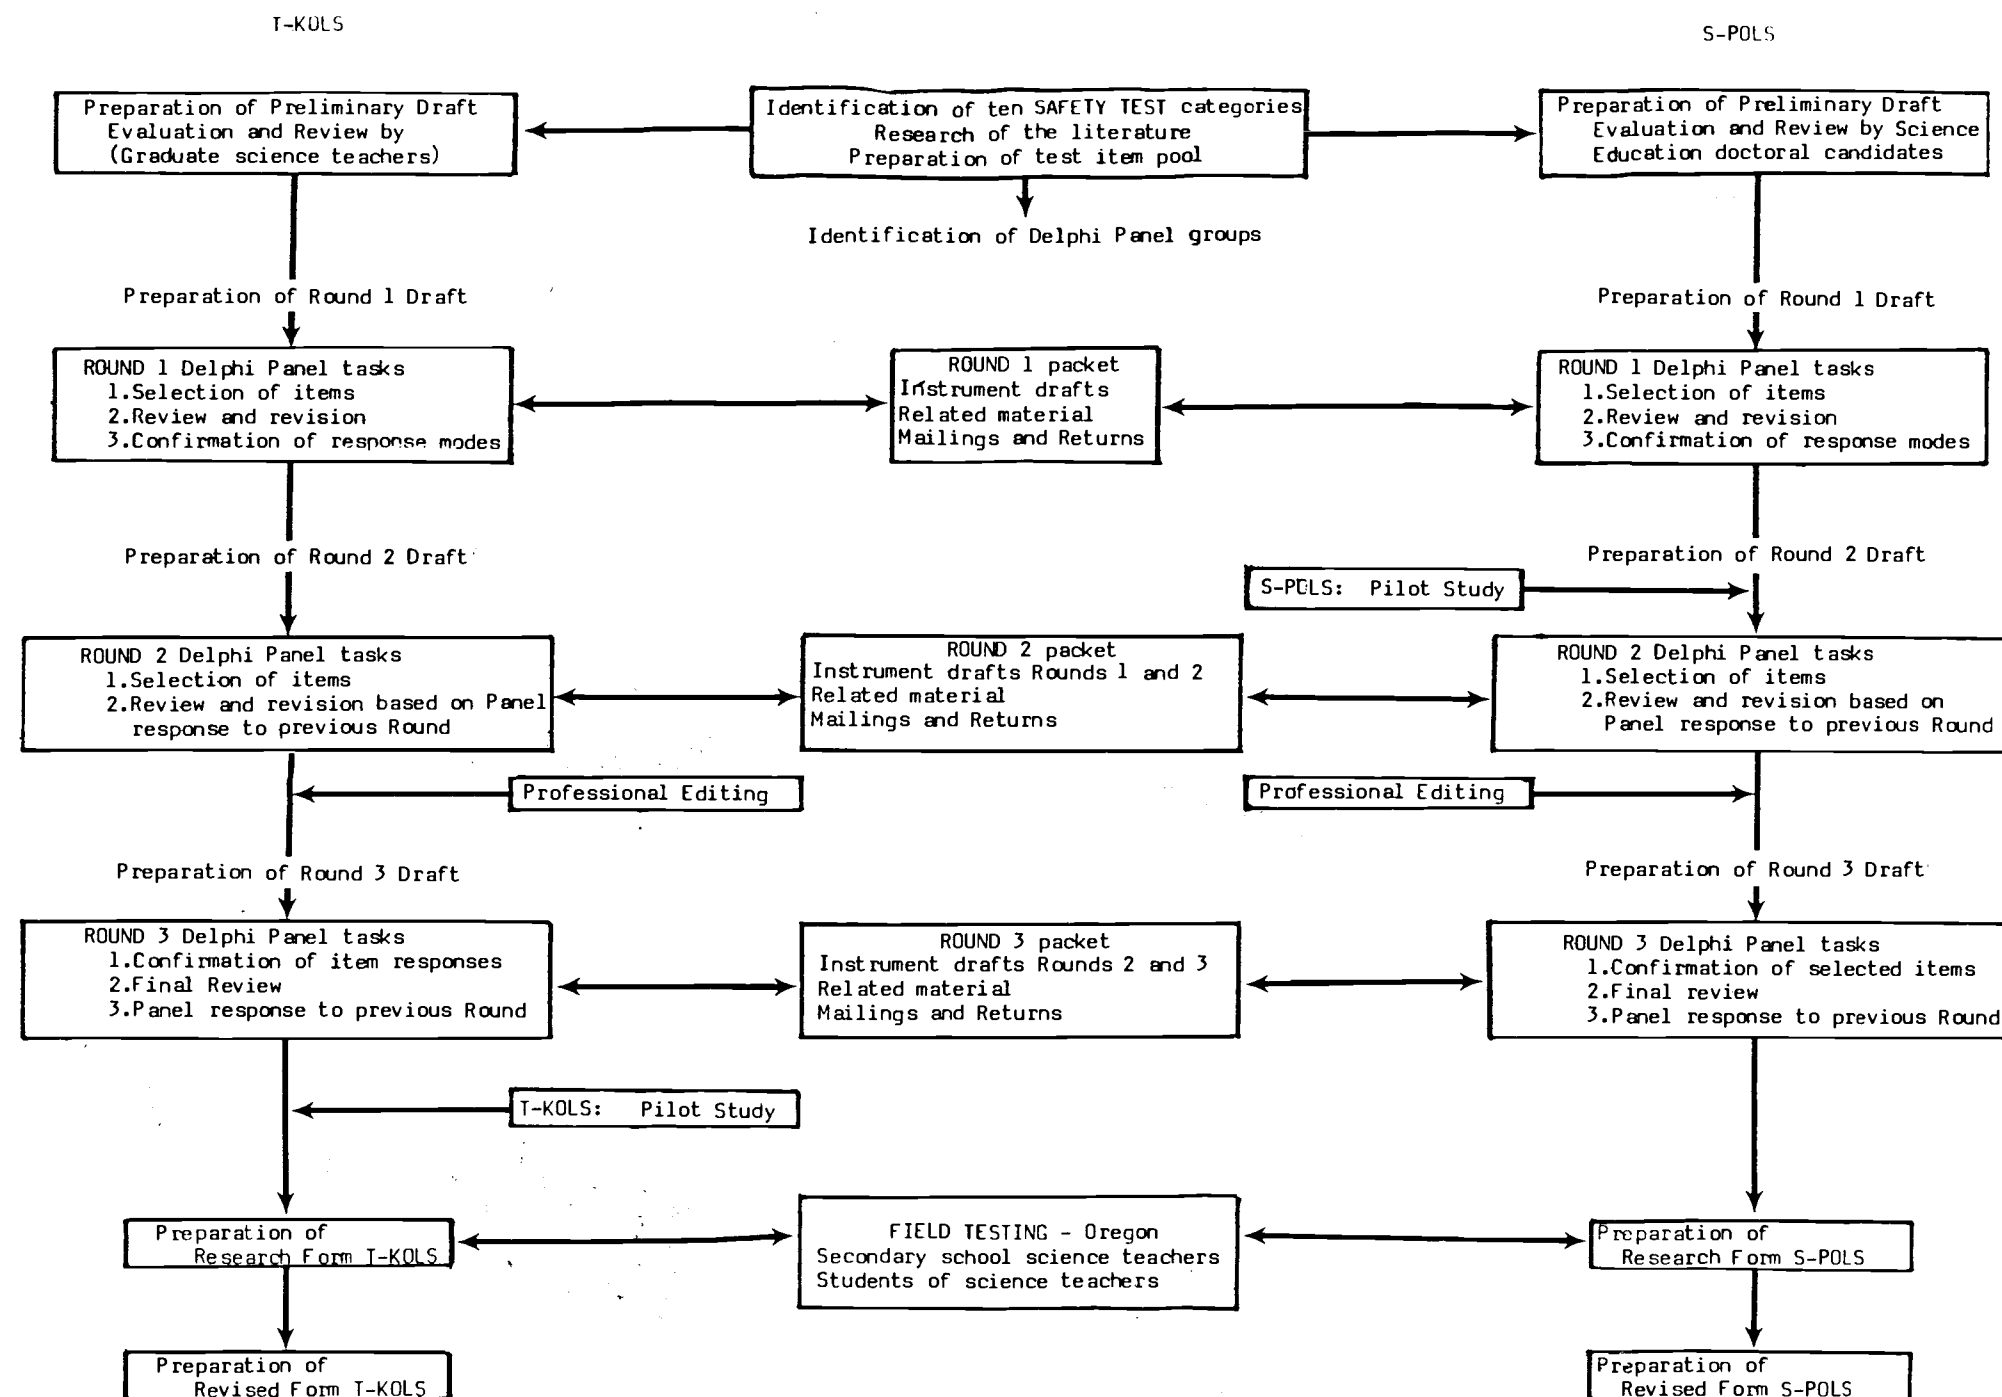 T-KOLS
S-POLS
Preparation of Preliminary Draft
Evaluation and Review by
(Graduate science teachers)
Identification of ten SAFETY TEST categories
Research of the literature
Preparation of test item pool
Preparation of Preliminary Draft
Evaluation and Review by Science
Education doctoral candidates
Identification of Delphi Panel groups
Preparation of Round 1 Draft
Preparation of Round 1 Draft
ROUND 1 Delphi Panel tasks
1.Selection of items
2.Review and revision
3.Confirmation of response modes
ROUND 1 packet
Instrument drafts
Related material
Mailings and Returns
ROUND 1 Delphi Panel tasks
1.Selection of items
2.Review and revision
3.Confirmation of response modes
Preparation of Round 2 Draft
Preparation of Round 2 Draft
S-POLS: Pilot Study
ROUND 2 Delphi Panel tasks
1.Selection of items
2.Review and revision based on Panel
response to previous Round
ROUND 2 packet
Instrument drafts Rounds 1 and 2
Related material
Mailings and Returns
ROUND 2 Delphi Panel tasks
1.Selection of items
2.Review and revision based on
Panel response to previous Round
Professional Editing
Professional Editing
Preparation of Round 3 Draft
Preparation of Round 3 Draft
ROUND 3 Delphi Panel tasks
1.Confirmation of item responses
2.Final Review
3.Panel response to previous Round
ROUND 3 packet
Instrument drafts Rounds 2 and 3
Related material
Mailings and Returns
ROUND 3 Delphi Panel tasks
1.Confirmation of selected items
2.Final review
3.Panel response to previous Round
T-KOLS: Pilot Study
Preparation of
Research Form T-KOLS
FIELD TESTING - Oregon
Secondary school science teachers
Students of science teachers
Preparation of
Research Form S-POLS
Preparation of
Revised Form T-KOLS
Preparation of
Revised Form S-POLS